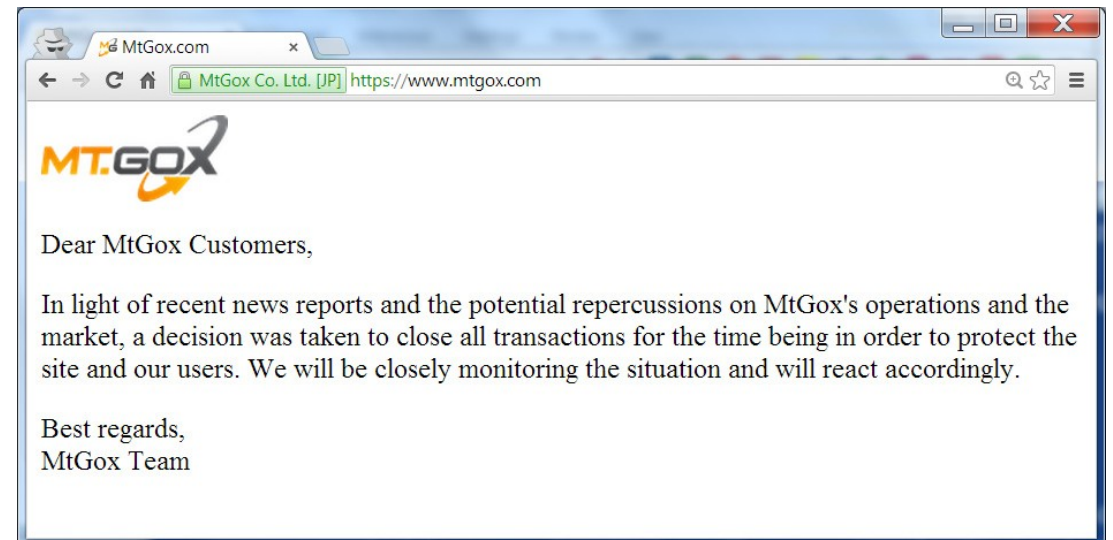 MtGox.com
MtGox Co. Ltd. [JP] https://www.mtgox.com
MT.GOX
Dear MtGox Customers,
In light of recent news reports and the potential repercussions on MtGox's operations and the
market, a decision was taken to close all transactions for the time being in order to protect the
site and our users. We will be closely monitoring the situation and will react accordingly.
Best regards,
MtGox Team